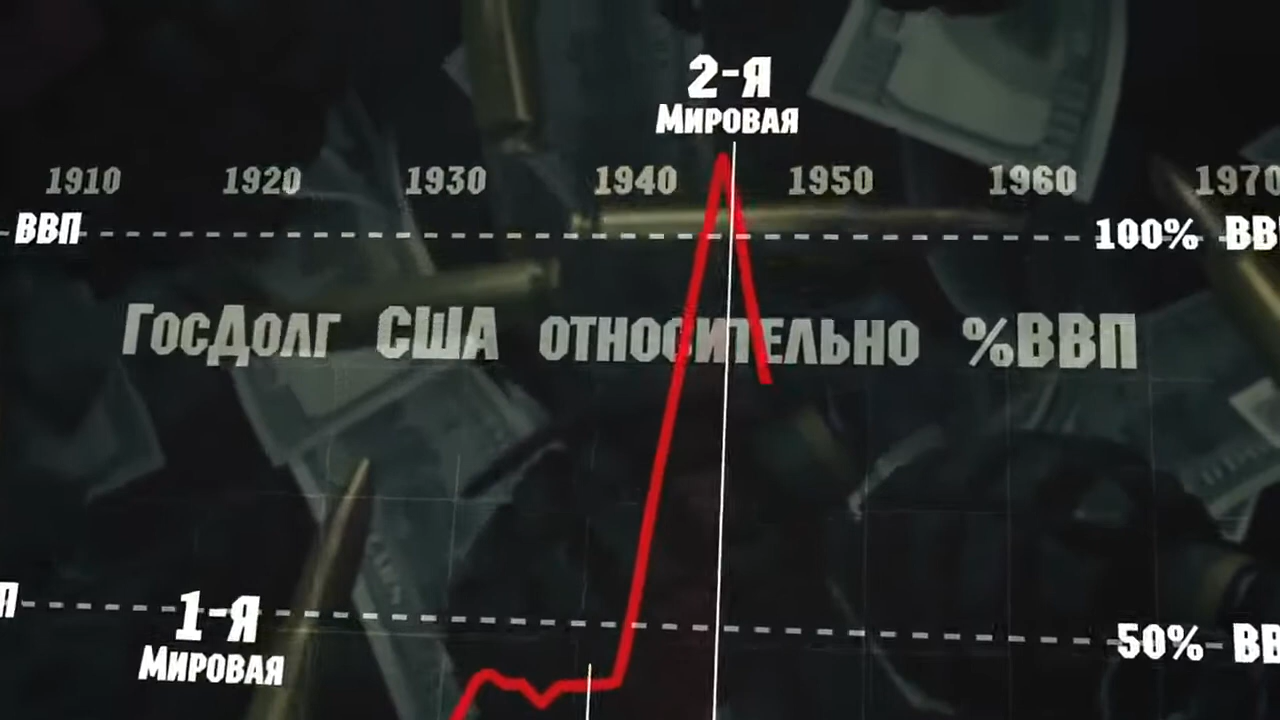 2-Я
МИРОВАЯ
1910 1920 1930 1940 1950 1960 1970
ВВП 100% ВВ
ГОСДОЛГ США ОТНОСИТЕЛЬНО %ВВП
1-Я
МИРОВАЯ
50% ВВ